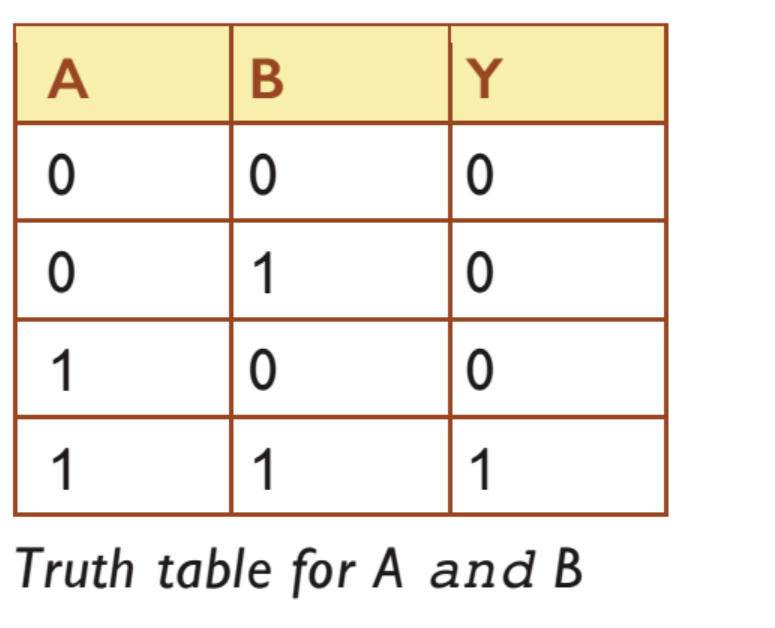 A B Y
0 0 0
0 1 0
1 0 0
1 1 1
Truth table for A and B